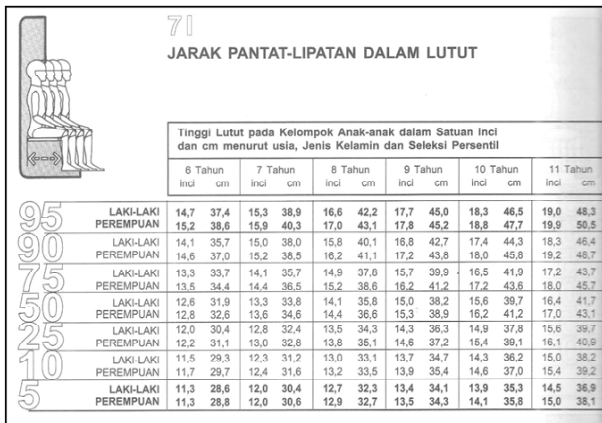 71
JARAK PANTAT-LIPATAN DALAM LUTUT
Tinggi Lutut pada Kelompok Anak-anak dalam Satuan Inci
dan cm menurut usia, Jenis Kelamin dan Seleksi Persentil
6 Tahun 7 Tahun 8 Tahun 9 Tahun 10 Tahun 11 Tahun
inci cm inci cm inci cm inci cm inci cm inci cm
95 LAKI-LAKI 14,7 37,4 15,3 38,9 16,6 42,2 17,7 45,0 18,3 46,5 19,0 48,3
PEREMPUAN 15,2 38,6 15,9 40,3 17,0 43,1 17,8 45,2 18,8 47,7 19,9 50,5
90 LAKI-LAKI 14,1 35,7 15,0 38,0 15,8 40,1 16,8 42,7 17,4 44,3 18,3 46,4
PEREMPUAN 14,6 37,0 15,2 38,5 16,2 41,1 17,2 43,8 18,0 45,8 19,2 48,7
75 LAKI-LAKI 13,3 33,7 14,1 35,7 14,9 37,8 15,7 39,9 16,5 41,9 17,2 43,7
PEREMPUAN 13,5 34,4 14,4 36,5 15,2 38,6 16,2 41,2 17,2 43,6 18,0 45,7
50 LAKI-LAKI 12,6 31,9 13,3 33,8 14,1 35,8 15,0 38,2 15,6 39,7 16,4 41,7
PEREMPUAN 12,8 32,6 13,6 34,6 14,4 36,6 15,3 38,9 16,2 41,2 17,0 43,1
25 LAKI-LAKI 12,0 30,4 12,8 32,4 13,5 34,3 14,3 36,3 14,9 37,8 15,6 39,7
PEREMPUAN 12,2 31,1 13,0 32,8 13,8 35,1 14,6 37,2 15,4 39,1 16,1 40,9
10 LAKI-LAKI 11,5 29,3 12,3 31,2 13,0 33,1 13,7 34,7 14,3 36,2 15,0 38,2
PEREMPUAN 11,7 29,7 12,4 31,6 13,2 33,5 13,9 35,4 14,6 37,0 15,4 39,2
5 LAKI-LAKI 11,3 28,6 12,0 30,4 12,7 32,3 13,4 34,1 13,9 35,3 14,5 36,9
PEREMPUAN 11,3 28,8 12,0 30,6 12,9 32,7 13,5 34,3 14,1 35,8 15,0 38,1